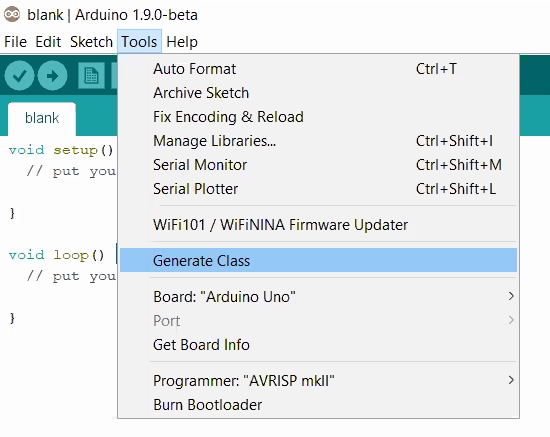 blank | Arduino 1.9.0-beta
File Edit Sketch Tools Help
Auto Format Ctrl+T
Archive Sketch
Fix Encoding & Reload
Manage Libraries... Ctrl+Shift+I
Serial Monitor Ctrl+Shift+M
Serial Plotter Ctrl+Shift+L
WiFi101 / WiFiNINA Firmware Updater
Generate Class
Board: "Arduino Uno"
Port
Get Board Info
Programmer: "AVRISP mkII"
Burn Bootloader
blank
void setup()
// put you
}
void loop()
// put you
}